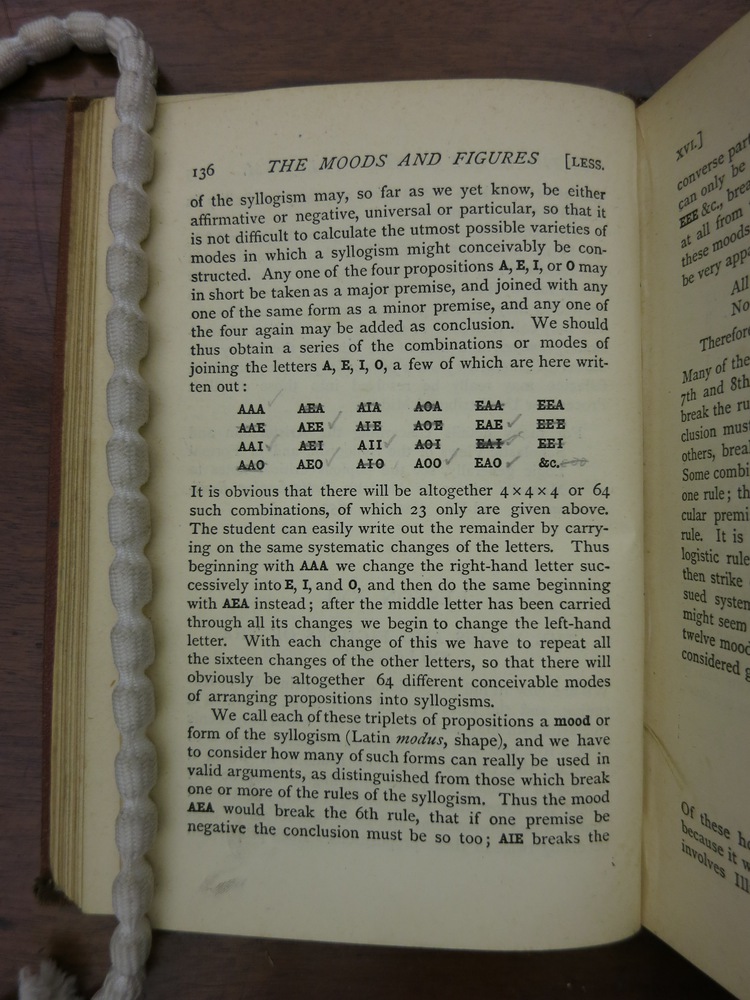 136 THE MOODS AND FIGURES [LESS.
of the syllogism may, so far as we yet know, be either
affirmative or negative, universal or particular, so that it
is not difficult to calculate the utmost possible varieties of
modes in which a syllogism might conceivably be con-
structed. Any one of the four propositions A, E, I, or O may
in short be taken as a major premise, and joined with any
one of the same form as a minor premise, and any one of
the four again may be added as conclusion. We should
thus obtain a series of the combinations or modes of
joining the letters A, E, I, O, a few of which are here writ-
ten out:
AAA AEA AIA AOA EAA EEA
AAE AEE AIE AOE EAE EEE
AAI AEI AII AOI EAI EEI
AAO AEO AIO AOO EAO &c.
It is obvious that there will be altogether 4 × 4 × 4 or 64
such combinations, of which 23 only are given above.
The student can easily write out the remainder by carry-
ing on the same systematic changes of the letters. Thus
beginning with AAA we change the right-hand letter suc-
cessively into E, I, and O, and then do the same beginning
with AEA instead; after the middle letter has been carried
through all its changes we begin to change the left-hand
letter. With each change of this we have to repeat all
the sixteen changes of the other letters, so that there will
obviously be altogether 64 different conceivable modes
of arranging propositions into syllogisms.
We call each of these triplets of propositions a mood or
form of the syllogism (Latin modus, shape), and we have
to consider how many of such forms can really be used in
valid arguments, as distinguished from those which break
one or more of the rules of the syllogism. Thus the mood
AEA would break the 6th rule, that if one premise be
negative the conclusion must be so too; AIE breaks the
XVI.]
converse par
can only be
EEE &c., brea
at all from
these moods
be very appa
All
No
Therefor
Many of the
7th and 8th
break the ru
clusion mus
others, brea
Some combi
one rule; th
cular premi
rule. It is
logistic rule
then strike
sued system
might seem
twelve mood
considered g
Of these
because it w
involves Ill